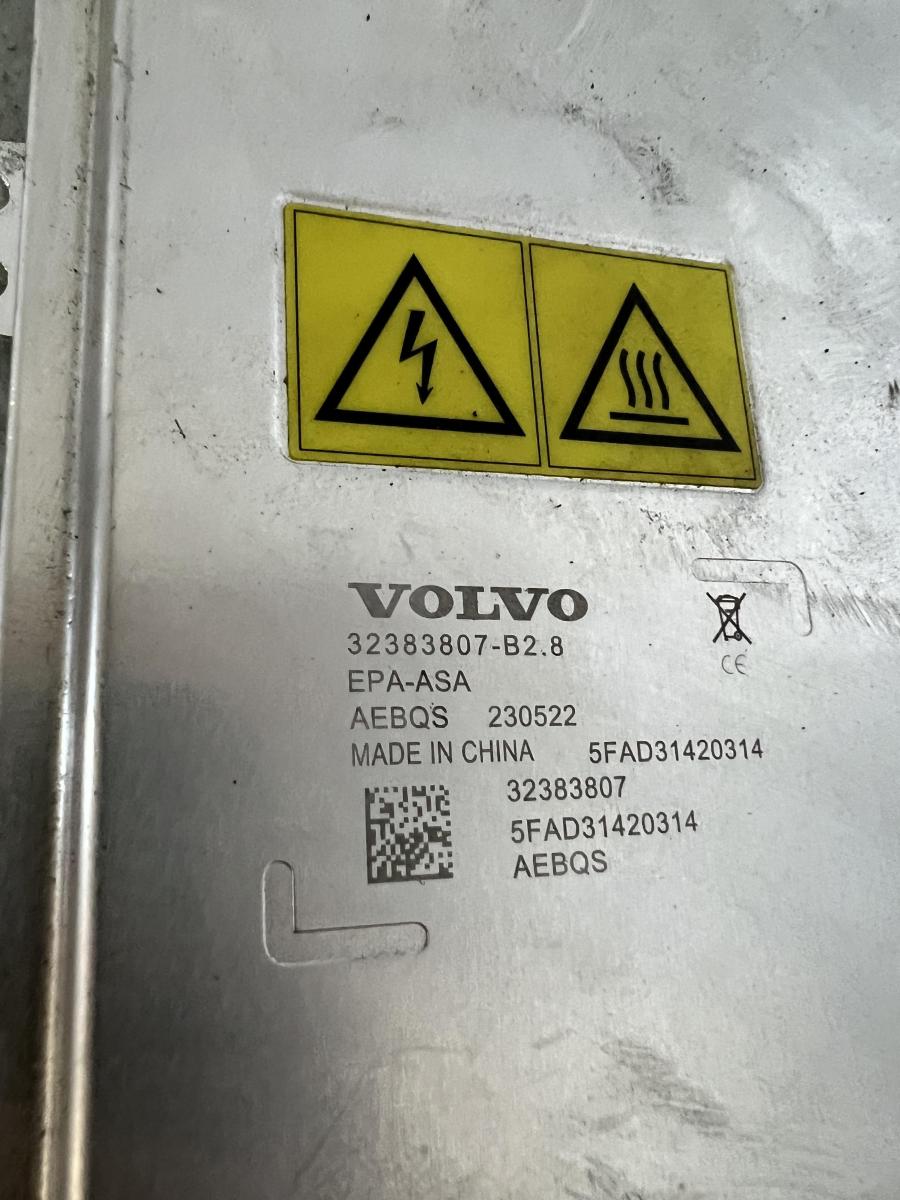 VOLVO
32383807-B2.8
EPA-ASA
AEBQS 230522
MADE IN CHINA 5FAD31420314
32383807
5FAD31420314
AEBQS
CE